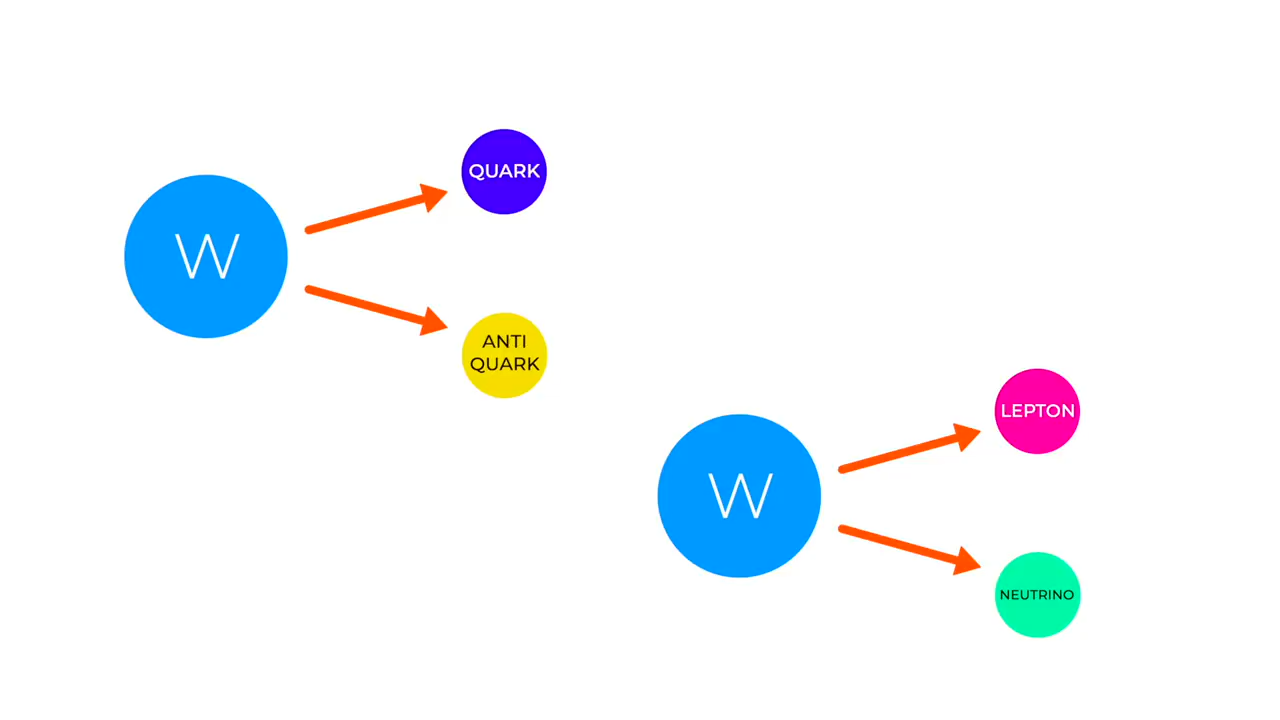 W
QUARK
ANTI
QUARK
W
LEPTON
NEUTRINO